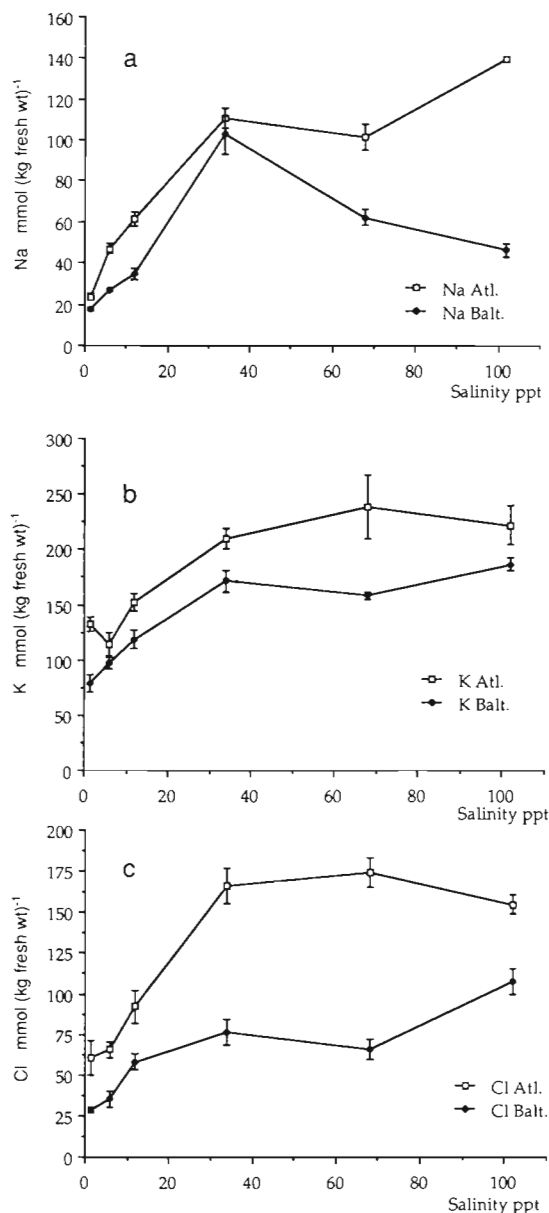 160
a
140
120
100
80
60
40
20
0
Na mmol (kg fresh wt)-1
Na Atl.
Na Balt.
0 20 40 60 80 100
Salinity ppt
300
b
250
200
150
100
75
50
0
K mmol (kg fresh wt)-1
K Atl.
K Balt.
0 20 40 60 80 100
Salinity ppt
200
c
175
150
125
100
75
50
25
0
Cl mmol (kg fresh wt)-1
Cl Atl.
Cl Balt.
0 20 40 60 80 100
Salinity ppt